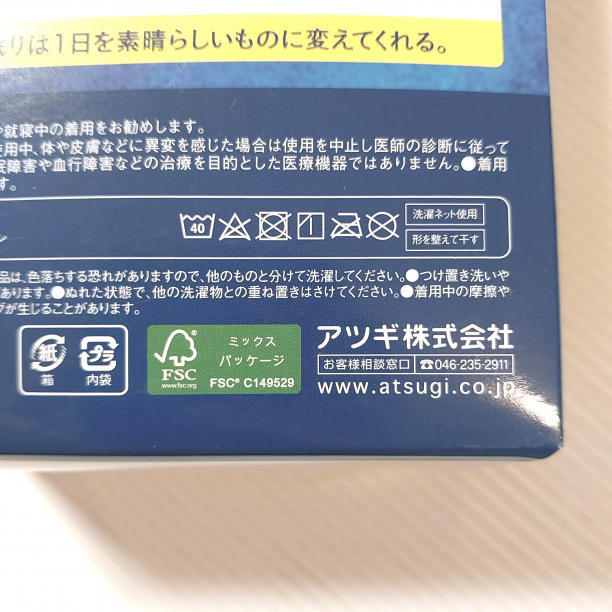 りは1日を素晴らしいものに変えてくれる。
就寝中の着用をお勧めします。
使用中、体や皮膚などに異変を感じた場合は使用を中止し医師の診断に従って
障害や血行障害などの治療を目的とした医療機器ではありません。●着用
す。
40
洗濯ネット使用
形を整えて干す
品は、色落ちする恐れがありますので、他のものと分けて洗濯してください。●つけ置き洗いや
あります。●ぬれた状態で、他の洗濯物との重ね置きはさけてください。●着用中の摩擦や
が生じることがあります。
紙
箱
プラ
内袋
FSC
www.fsc.org
ミックス
パッケージ
FSC® C149529
アツギ株式会社
お客様相談窓口 ☎046-235-2911
www.atsugi.co.jp